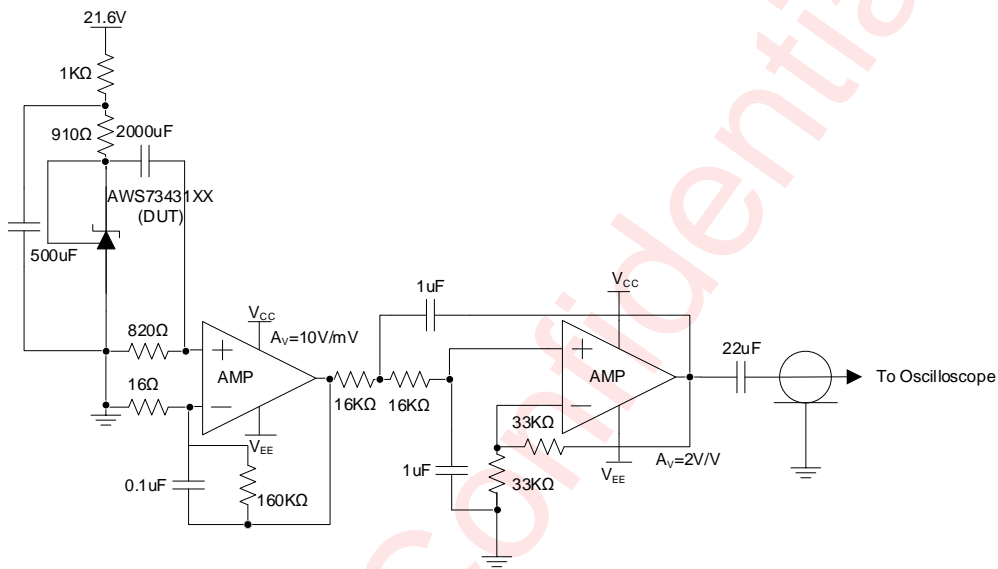 21.6V
1KΩ
910Ω
2000uF
AWS73431XX
(DUT)
500uF
820Ω
16Ω
VCC
AV=10V/mV
AMP
VEE
0.1uF
160KΩ
16KΩ
16KΩ
1uF
1uF
VCC
AMP
33KΩ
33KΩ
VEE
AV=2V/V
22uF
To Oscilloscope
Confidential